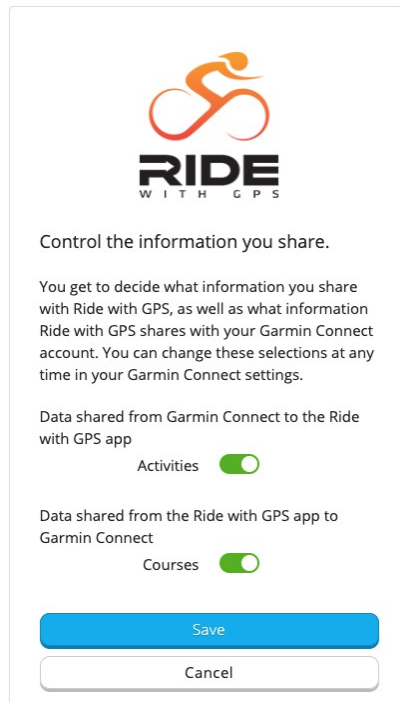 RIDE
WITH GPS
Control the information you share.
You get to decide what information you share
with Ride with GPS, as well as what information
Ride with GPS shares with your Garmin Connect
account. You can change these selections at any
time in your Garmin Connect settings.
Data shared from Garmin Connect to the Ride
with GPS app
Activities
Data shared from the Ride with GPS app to
Garmin Connect
Courses
Save
Cancel